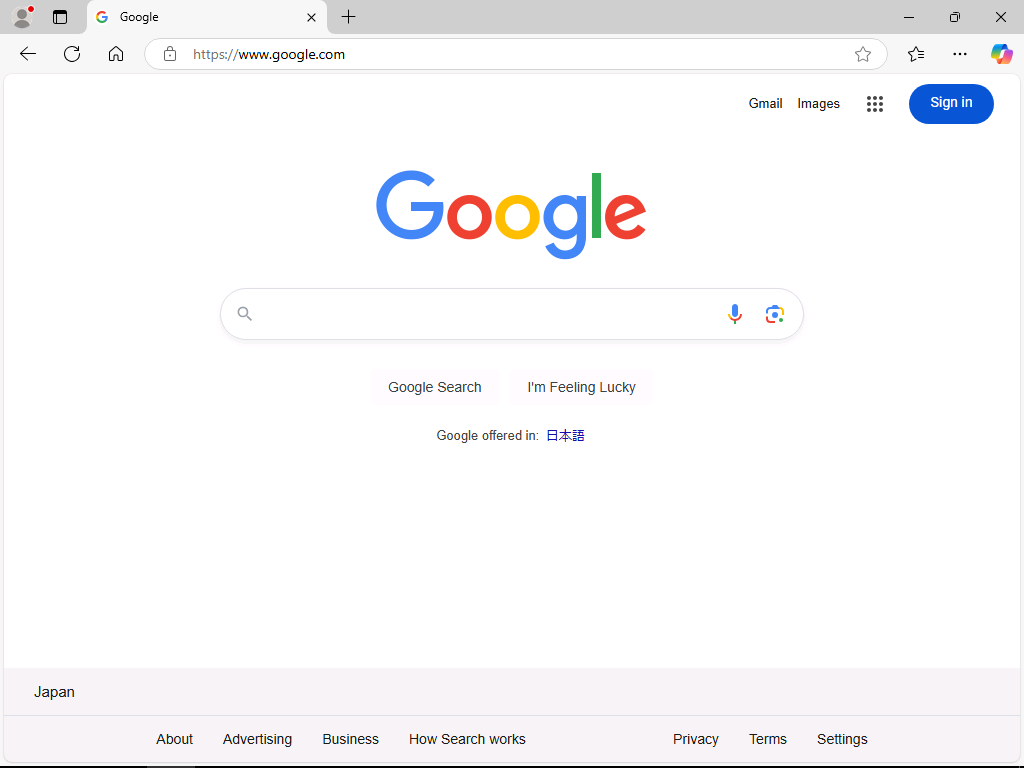 Google
https://www.google.com
Gmail Images Sign in
Google
Google Search I'm Feeling Lucky
Google offered in: 日本語
Japan
About Advertising Business How Search works Privacy Terms Settings